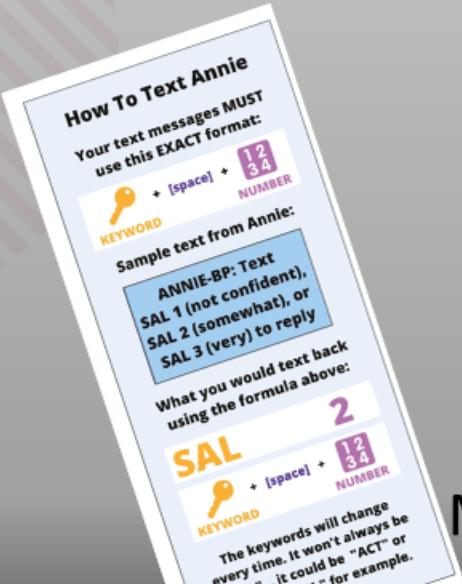 How To Text Annie
Your text messages MUST
use this EXACT format:
+ [space] +
1 2
3 4
KEYWORD
NUMBER
Sample text from Annie:
ANNIE-BP: Text
SAL 1 (not confident),
SAL 2 (somewhat), or
SAL 3 (very) to reply
What you would text back
using the formula above:
SAL 2
+ [space] +
1 2
3 4
KEYWORD
NUMBER
The keywords will change
every time. It won't always be
it could be "ACT" or
" for example.